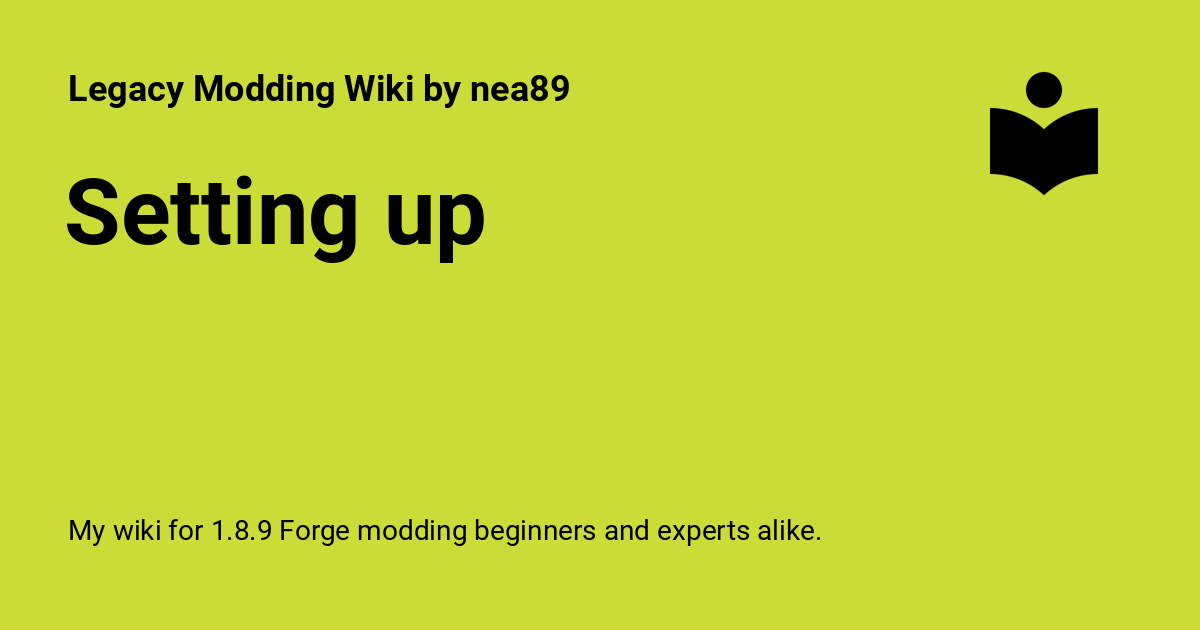 Legacy Modding Wiki by nea89
Setting up
My wiki for 1.8.9 Forge modding beginners and experts alike.